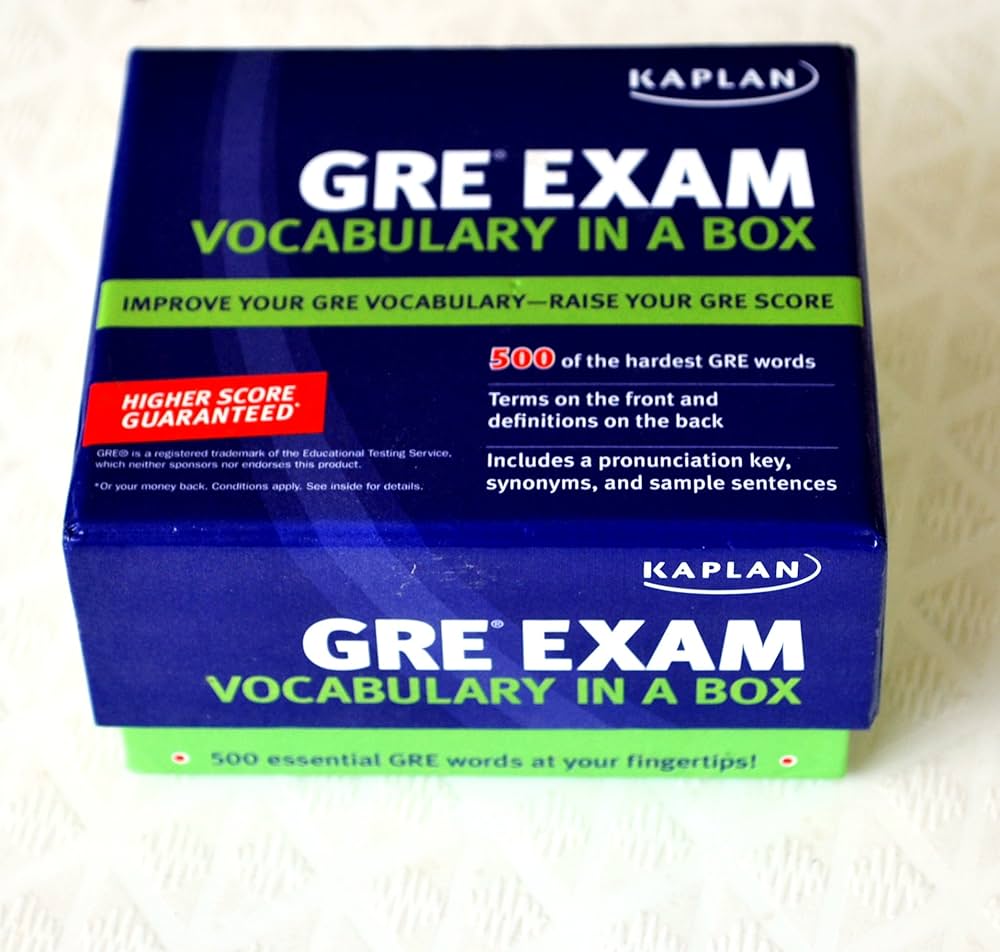 KAPLAN
GRE® EXAM
VOCABULARY IN A BOX
IMPROVE YOUR GRE VOCABULARY—RAISE YOUR GRE SCORE
500 of the hardest GRE words
Terms on the front and
definitions on the back
Includes a pronunciation key,
synonyms, and sample sentences
HIGHER SCORE
GUARANTEED*
GRE® is a registered trademark of the Educational Testing Service,
which neither sponsors nor endorses this product.
*Or your money back. Conditions apply. See inside for details.
KAPLAN
GRE® EXAM
VOCABULARY IN A BOX
500 essential GRE words at your fingertips!